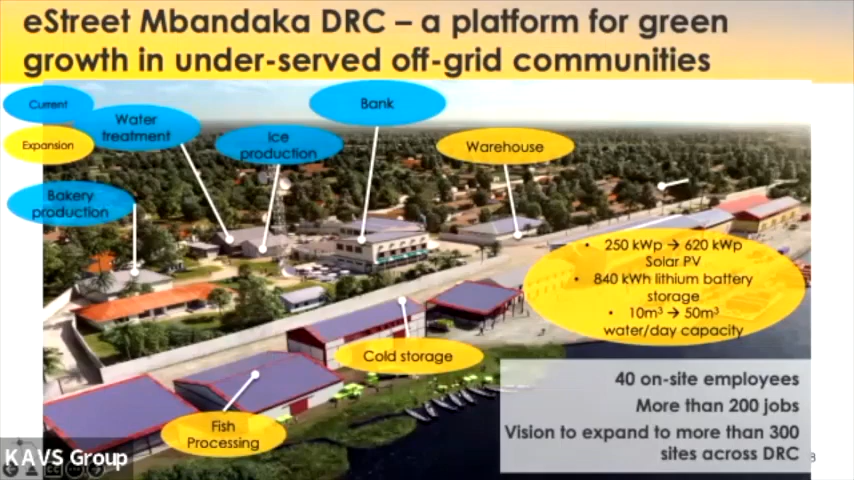 eStreet Mbandaka DRC – a platform for green
growth in under-served off-grid communities
Current
Expansion
Water
treatment
Ice
production
Bank
Warehouse
Bakery
production
• 250 kWp → 620 kWp
Solar PV
• 840 kWh lithium battery
storage
• 10m³ → 50m³
water/day capacity
Cold storage
Fish
Processing
40 on-site employees
More than 200 jobs
Vision to expand to more than 300
sites across DRC
8
KAVS Group